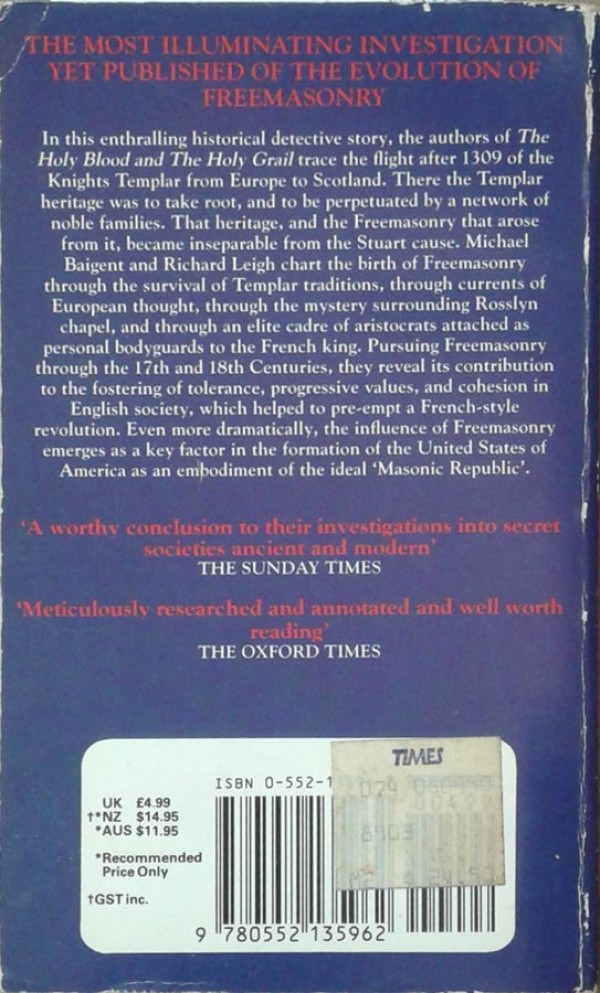 THE MOST ILLUMINATING INVESTIGATION
YET PUBLISHED OF THE EVOLUTION OF
FREEMASONRY
In this enthralling historical detective story, the authors of The
Holy Blood and The Holy Grail trace the flight after 1309 of the
Knights Templar from Europe to Scotland. There the Templar
heritage was to take root, and to be perpetuated by a network of
noble families. That heritage, and the Freemasonry that arose
from it, became inseparable from the Stuart cause. Michael
Baigent and Richard Leigh chart the birth of Freemasonry
through the survival of Templar traditions, through currents of
European thought, through the mystery surrounding Rosslyn
chapel, and through an elite cadre of aristocrats attached as
personal bodyguards to the French king. Pursuing Freemasonry
through the 17th and 18th Centuries, they reveal its contribution
to the fostering of tolerance, progressive values, and cohesion in
English society, which helped to pre-empt a French-style
revolution. Even more dramatically, the influence of Freemasonry
emerges as a key factor in the formation of the United States of
America as an embodiment of the ideal ‘Masonic Republic’.
‘A worthy conclusion to their investigations into secret
societies ancient and modern’
THE SUNDAY TIMES
‘Meticulously researched and annotated and well worth
reading’
THE OXFORD TIMES
TIMES
ISBN 0-552-1
UK £4.99
†*NZ $14.95
*AUS $11.95
*Recommended
Price Only
†GST inc.
9 780552 135962